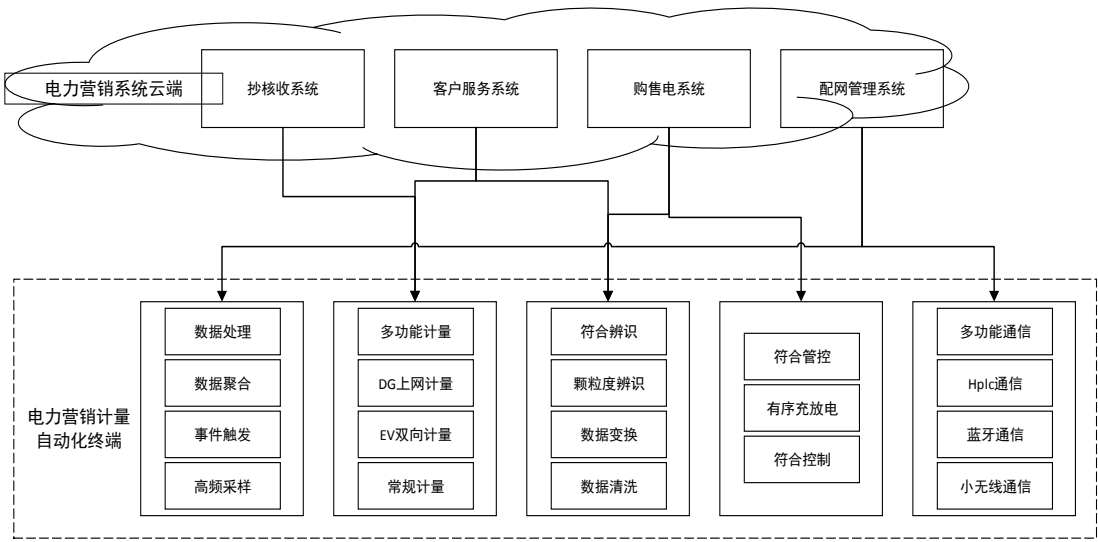 电力营销系统云端
抄核收系统
客户服务系统
购售电系统
配网管理系统
电力营销计量
自动化终端
数据处理
数据聚合
事件触发
高频采样
多功能计量
DG上网计量
EV双向计量
常规计量
符合辨识
颗粒度辨识
数据变换
数据清洗
符合管控
有序充放电
符合控制
多功能通信
Hplc通信
蓝牙通信
小无线通信